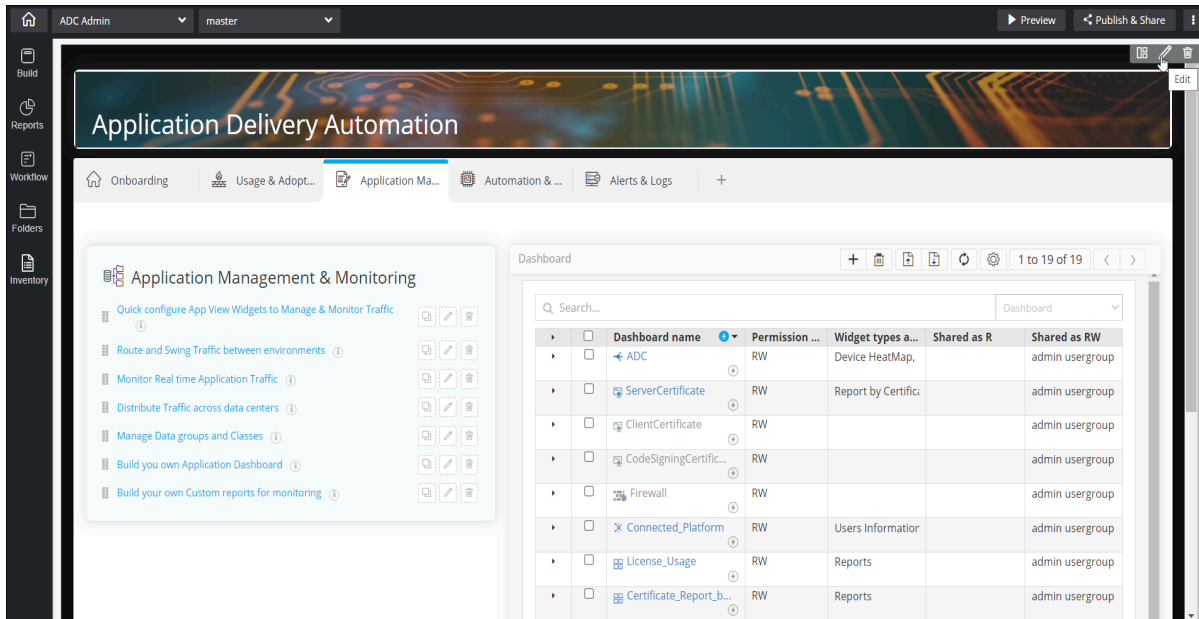 ADC Admin master Preview Publish & Share
Build
Edit
Reports
Application Delivery Automation
Workflow
Onboarding Usage & Adopt... Application Ma... Automation & ... Alerts & Logs +
Folders
Inventory
Application Management & Monitoring
Quick configure App View Widgets to Manage & Monitor Traffic
Route and Swing Traffic between environments
Monitor Real time Application Traffic
Distribute Traffic across data centers
Manage Data groups and Classes
Build you own Application Dashboard
Build your own Custom reports for monitoring
Dashboard 1 to 19 of 19
Search... Dashboard
Dashboard name Permission ... Widget types a... Shared as R Shared as RW
ADC RW Device HeatMap, admin usergroup
ServerCertificate RW Report by Certifica admin usergroup
ClientCertificate RW admin usergroup
CodeSigningCertific... RW admin usergroup
Firewall RW admin usergroup
Connected_Platform RW Users Information admin usergroup
License_Usage RW Reports admin usergroup
Certificate_Report_b... RW Reports admin usergroup